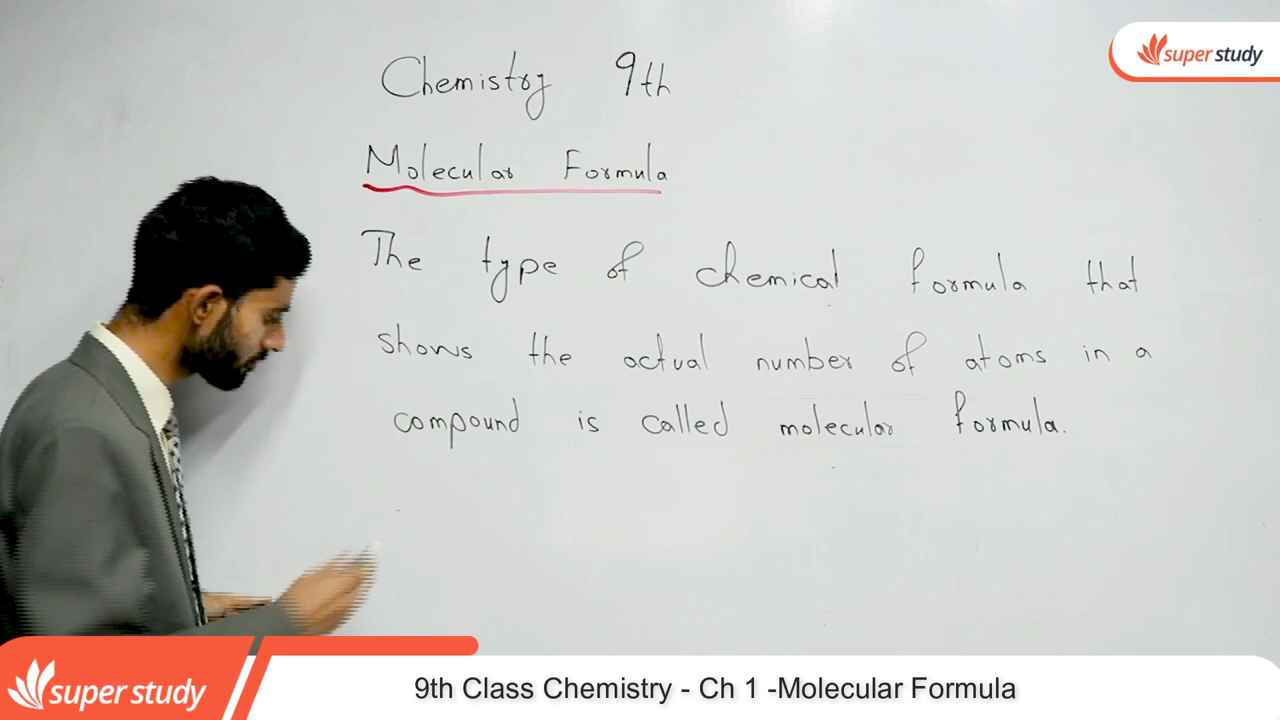 super study
Chemistry 9th
Molecular Formula
The type of chemical formula that
shows the actual number of atoms in a
compound is called molecular formula.
super study
9th Class Chemistry - Ch 1 -Molecular Formula